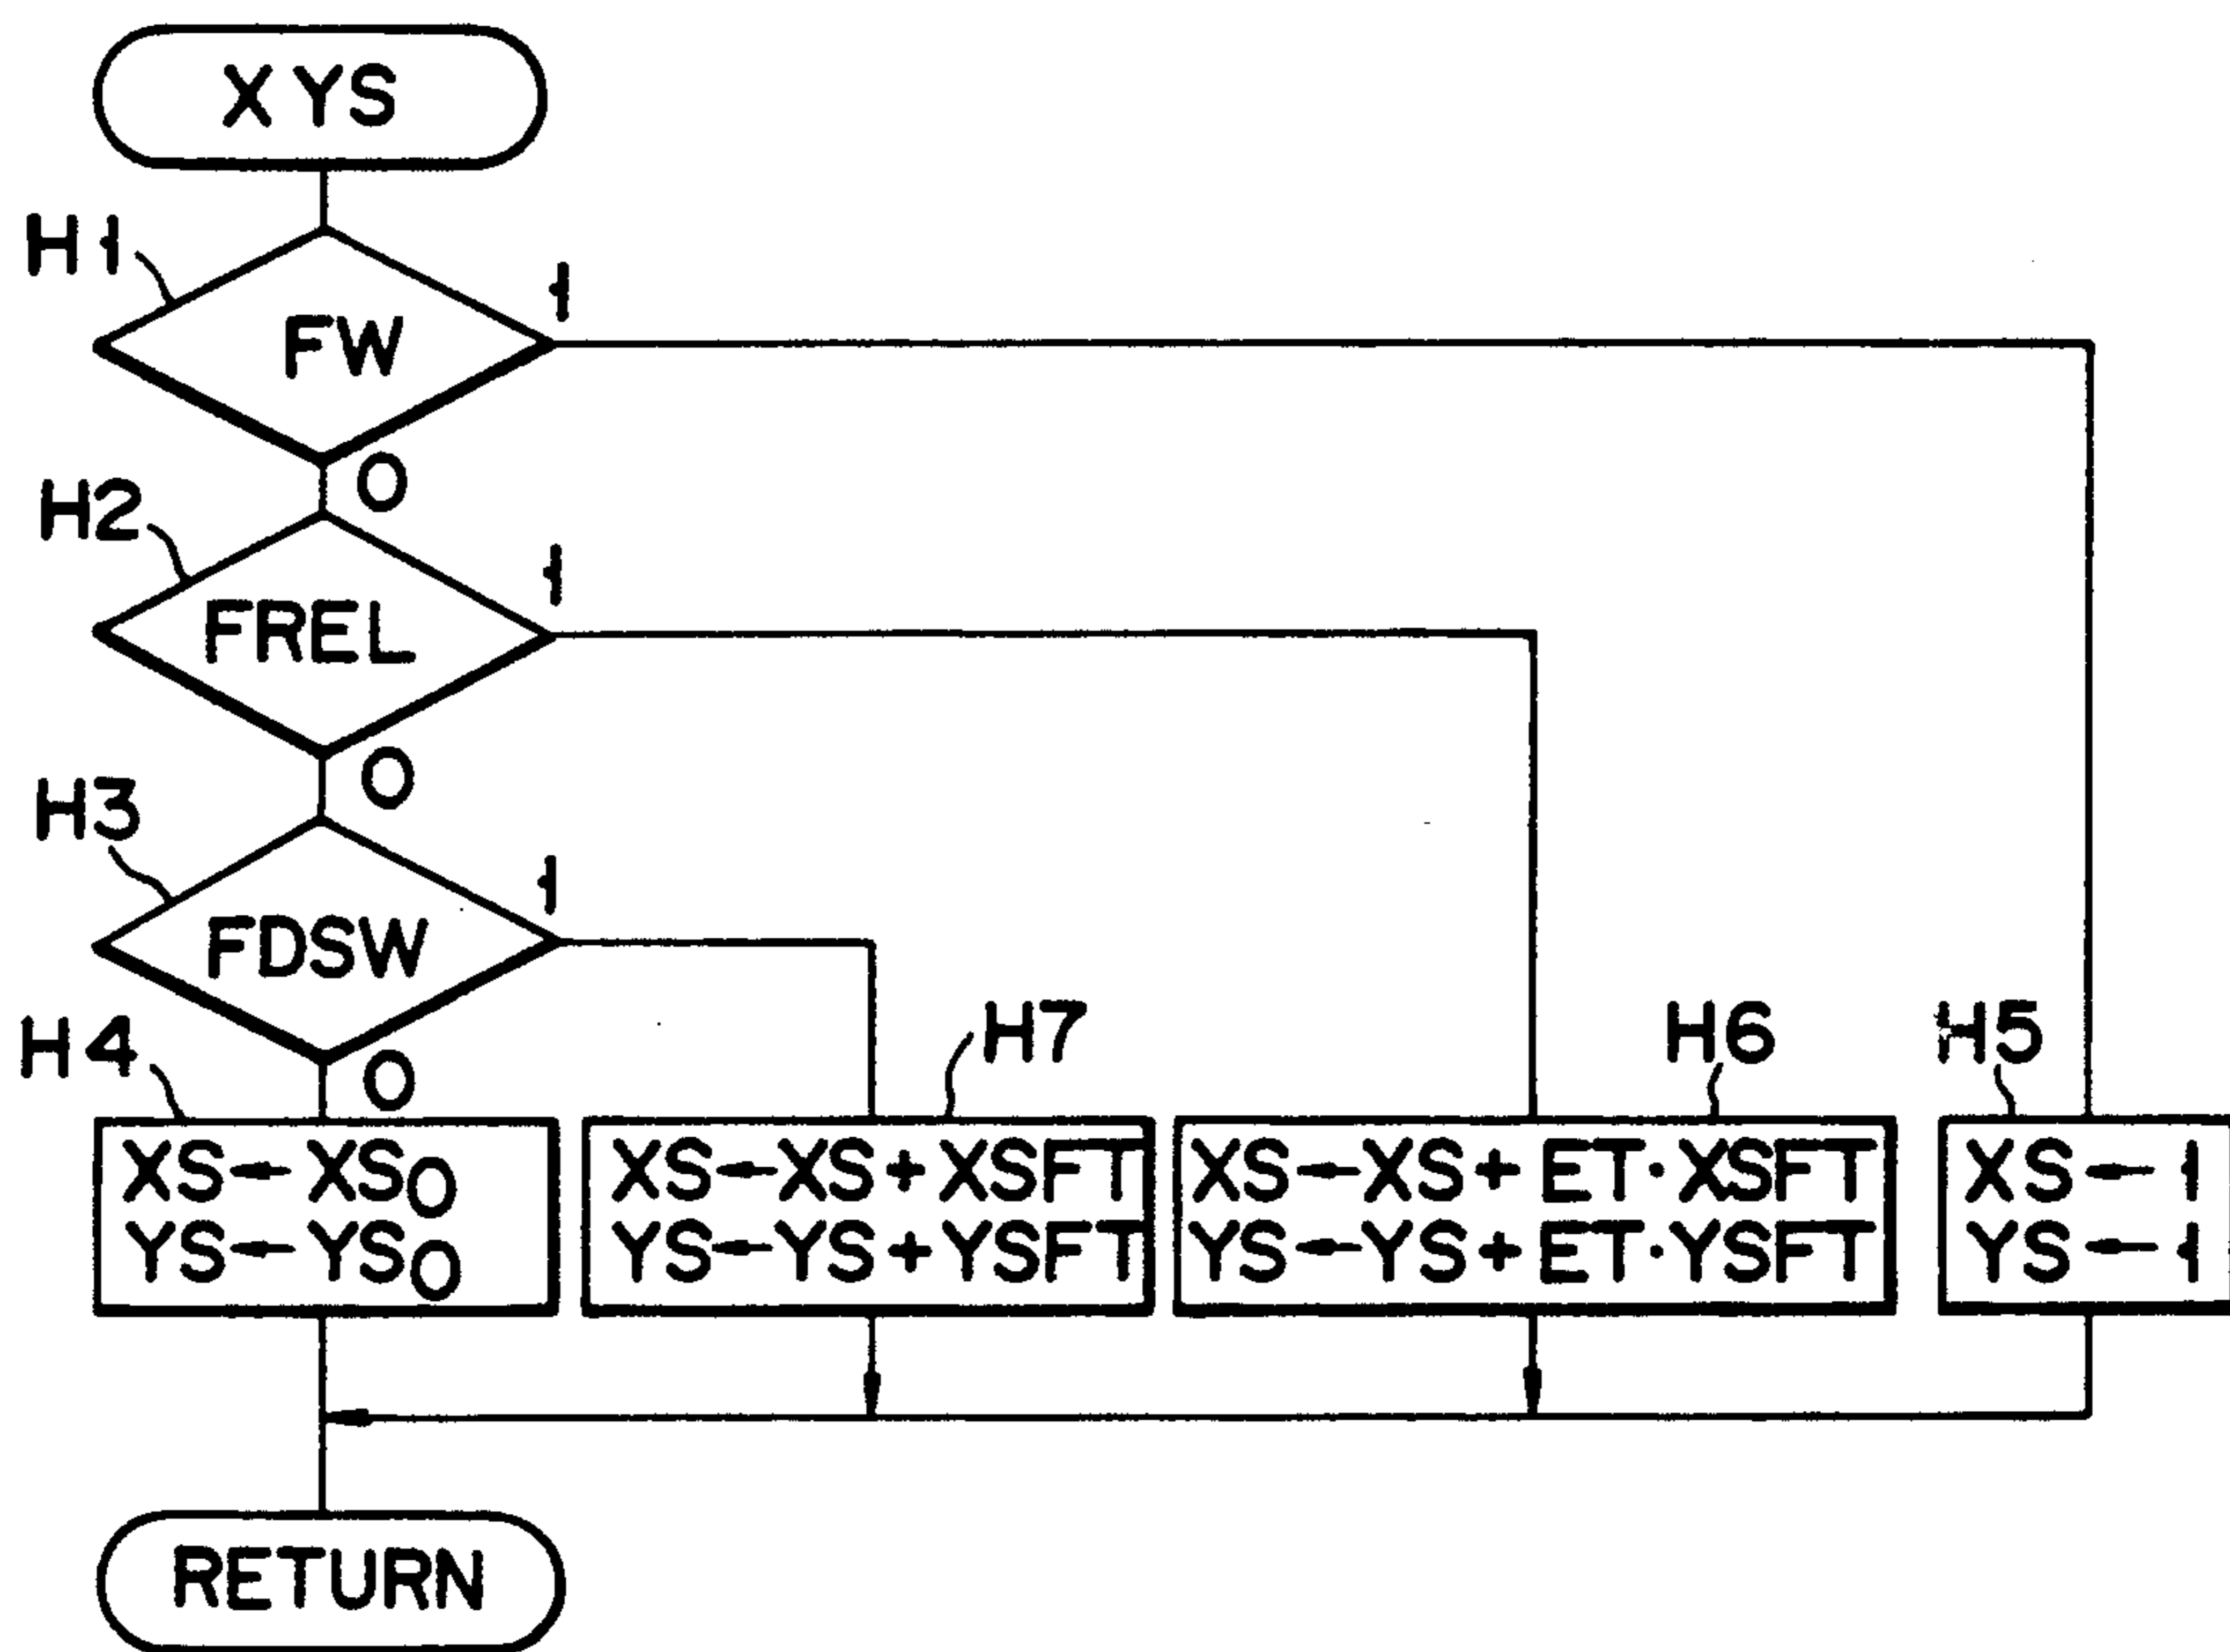 XYS
H1
FW
1
0
H2
FREL
1
0
H3
FDSW
1
0
H4
XS←XS0
YS←YS0
H7
XS←XS+XSFT
YS←YS+YSFT
H6
XS←XS+ET·XSFT
YS←YS+ET·YSFT
H5
XS←1
YS←1
RETURN